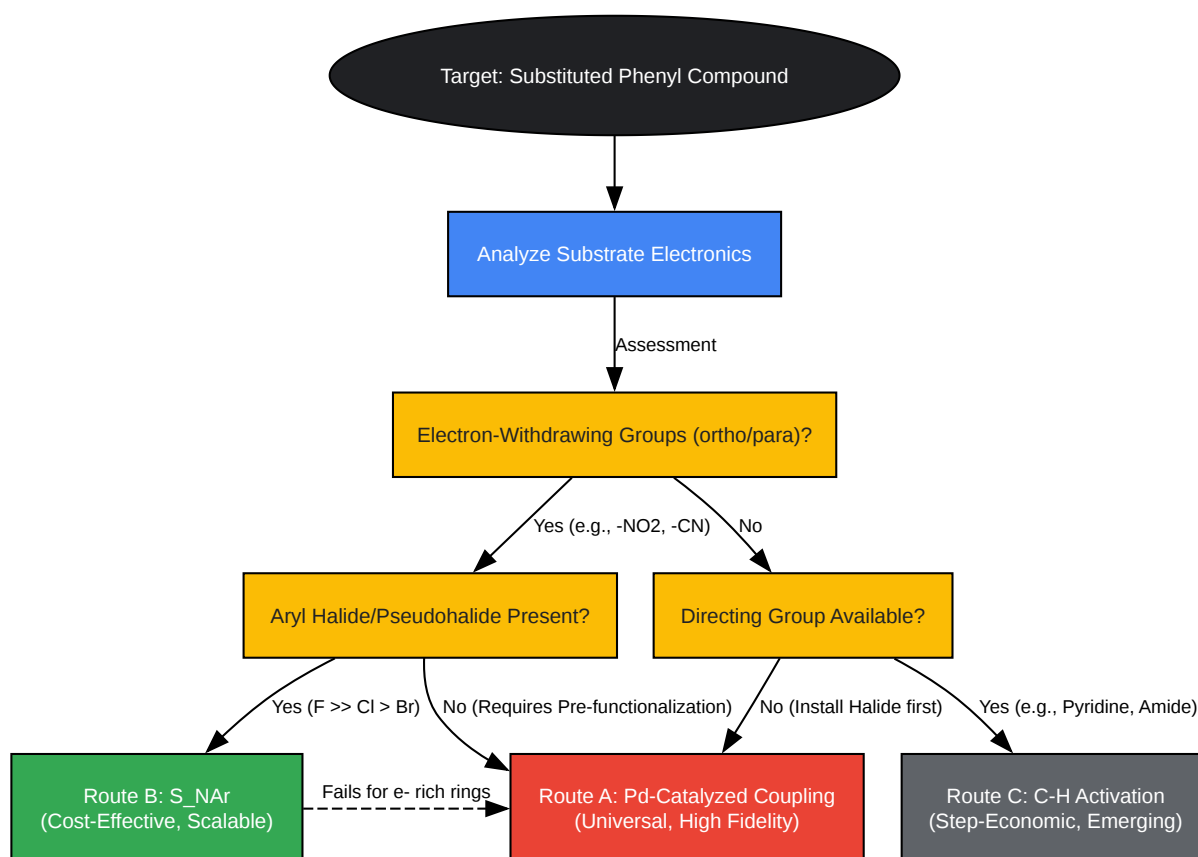 Target: Substituted Phenyl Compound
Analyze Substrate Electronics
Assessment
Electron-Withdrawing Groups (ortho/para)?
Yes (e.g., -NO2, -CN)
No
Aryl Halide/Pseudohalide Present?
Directing Group Available?
Yes (F >> Cl > Br)
No (Requires Pre-functionalization)
No (Install Halide first)
Yes (e.g., Pyridine, Amide)
Route B: S_NAr
(Cost-Effective, Scalable)
Fails for e- rich rings
Route A: Pd-Catalyzed Coupling
(Universal, High Fidelity)
Route C: C-H Activation
(Step-Economic, Emerging)